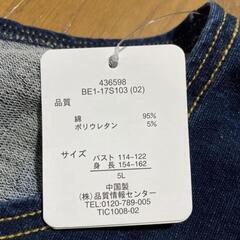 436598
BE1-17S103 (02)
品質
綿 95%
ポリウレタン 5%
サイズ バスト 114-122
身長 154-162
5L
中国製
(株)品質情報センター
TEL:0120-789-005
TIC1008-02